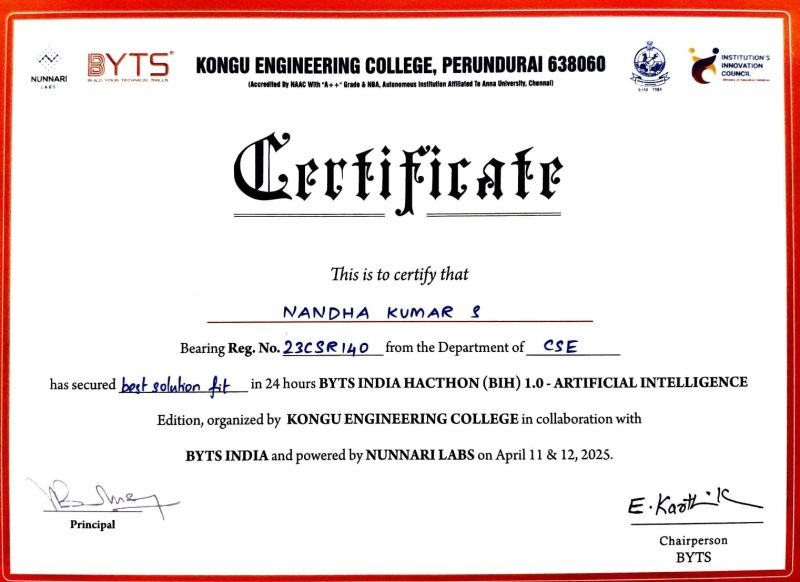 NUNNARI
LABS
BYTS
BUILD YOUR TECHNICAL SKILLS
KONGU ENGINEERING COLLEGE, PERUNDURAI 638060
(Accredited By NAAC With "A++" Grade & NBA, Autonomous Institution Affiliated To Anna University, Chennai)
INSTITUTION'S
INNOVATION
COUNCIL
Certificate
This is to certify that
NANDHA KUMAR S
Bearing Reg. No. 23CSR140 from the Department of CSE
has secured best solution fit in 24 hours BYTS INDIA HACTHON (BIH) 1.0 - ARTIFICIAL INTELLIGENCE
Edition, organized by KONGU ENGINEERING COLLEGE in collaboration with
BYTS INDIA and powered by NUNNARI LABS on April 11 & 12, 2025.
Principal
E. Karthik
Chairperson
BYTS